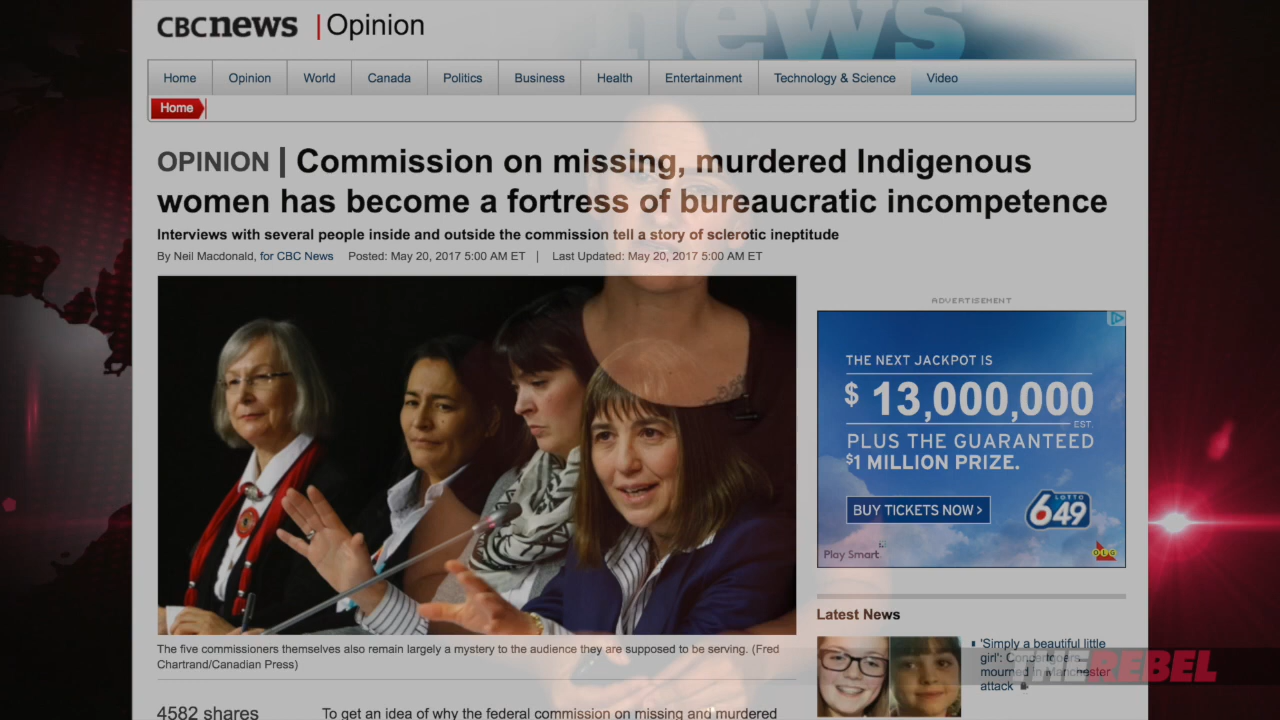 CBCnews | Opinion
news
Home Opinion World Canada Politics Business Health Entertainment Technology & Science Video
Home
OPINION | Commission on missing, murdered Indigenous
women has become a fortress of bureaucratic incompetence
Interviews with several people inside and outside the commission tell a story of sclerotic ineptitude
By Neil Macdonald, for CBC News Posted: May 20, 2017 5:00 AM ET | Last Updated: May 20, 2017 5:00 AM ET
The five commissioners themselves also remain largely a mystery to the audience they are supposed to be serving. (Fred
Chartrand/Canadian Press)
4582 shares
To get an idea of why the federal commission on missing and murdered
ADVERTISEMENT
THE NEXT JACKPOT IS
$ 13,000,000
EST.
PLUS THE GUARANTEED
$1 MILLION PRIZE.
BUY TICKETS NOW >
LOTTO
649
Play Smart
OLG
Latest News
'Simply a beautiful little
girl': Concertgoers
mourned in Manchester
attack
THE REBEL